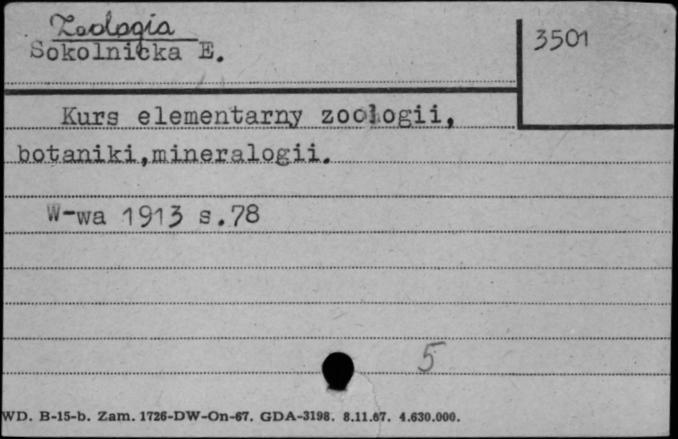 Zoologia
Sokolnicka E.
3501
Kurs elementarny zoologii,
botaniki,mineralogii.
W-wa 1913 s.78
5
WD. B-15-b. Zam. 1726-DW-On-67. GDA-3198. 8.11.67. 4.630.000.